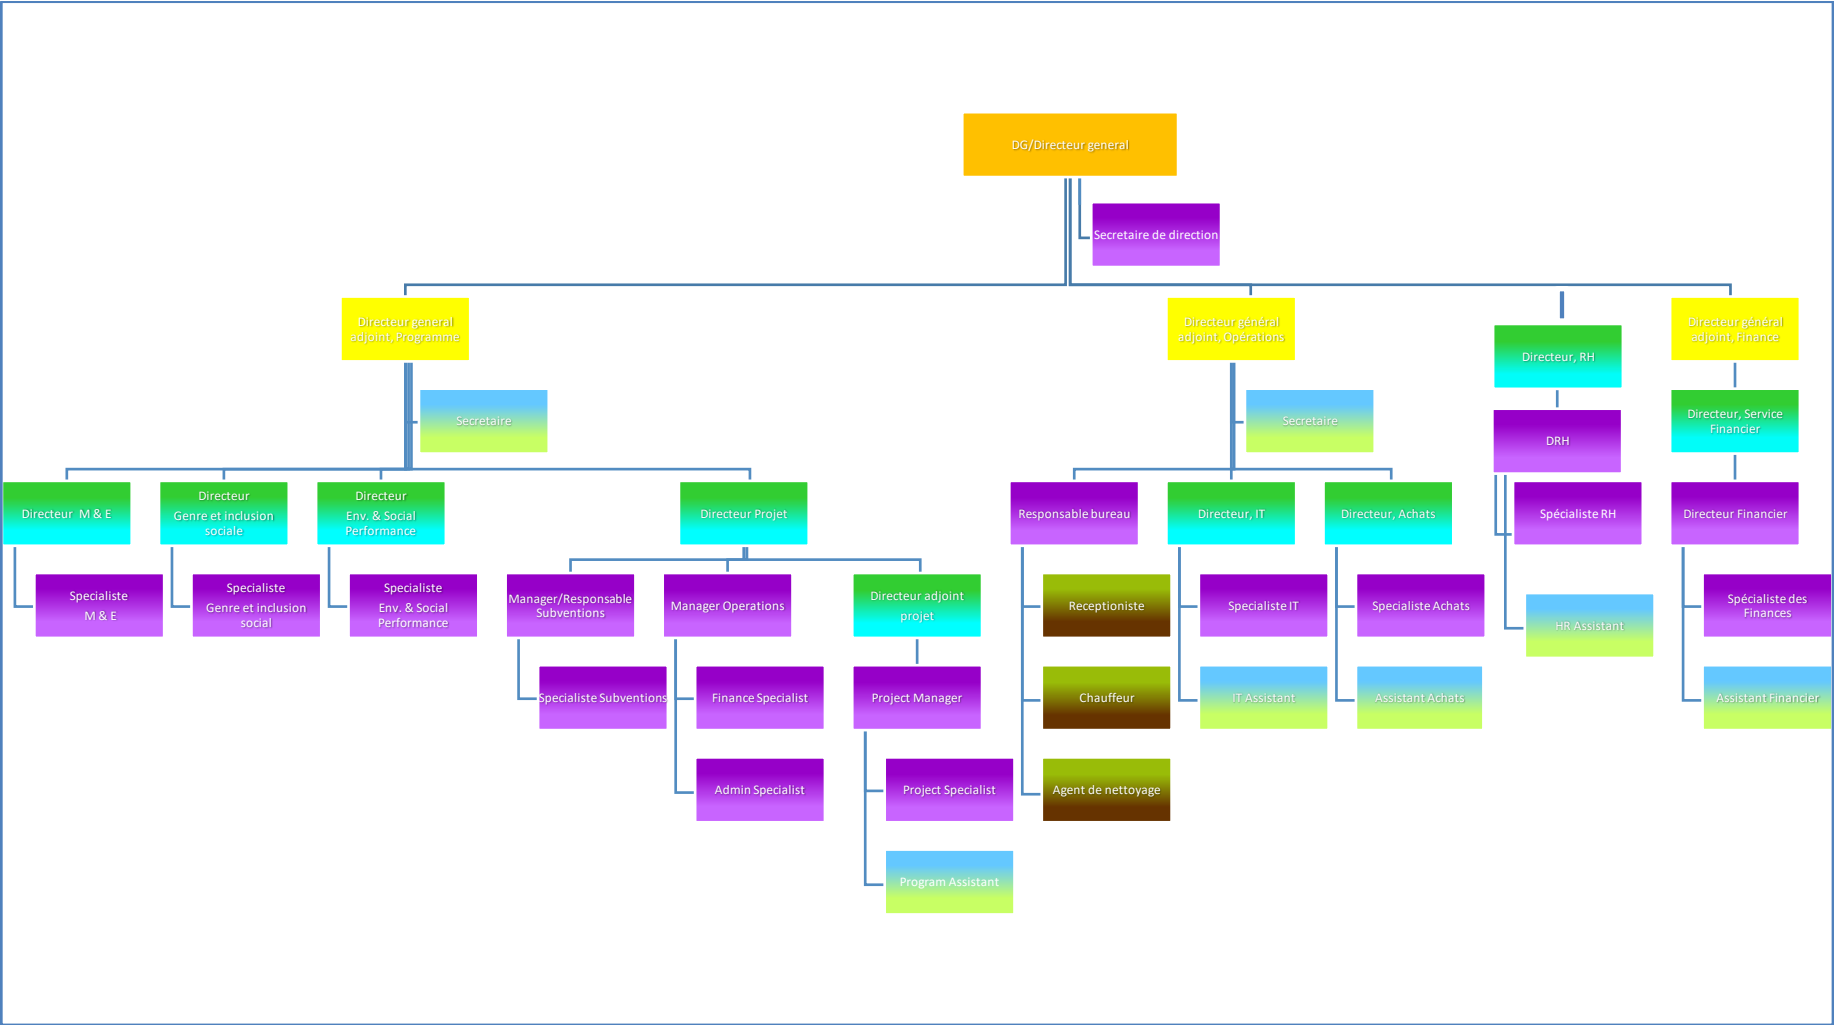 DG/Directeur general
Secretaire de direction
Directeur general
adjoint, Programme
Directeur général
adjoint, Opérations
Directeur, RH
Directeur général
adjoint, Finance
Secretaire
Secretaire
DRH
Directeur, Service
Financier
Directeur M & E
Directeur
Genre et inclusion
sociale
Directeur
Env. & Social
Performance
Directeur Projet
Responsable bureau
Directeur, IT
Directeur, Achats
Spécialiste RH
Directeur Financier
Specialiste
M & E
Specialiste
Genre et inclusion
social
Specialiste
Env. & Social
Performance
Manager/Responsable
Subventions
Manager Operations
Directeur adjoint
projet
Receptioniste
Specialiste IT
Specialiste Achats
HR Assistant
Spécialiste des
Finances
Specialiste Subventions
Finance Specialist
Project Manager
Chauffeur
IT Assistant
Assistant Achats
Assistant Financier
Admin Specialist
Project Specialist
Agent de nettoyage
Program Assistant